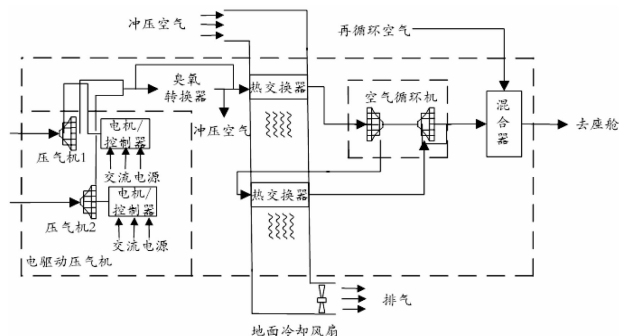 冲压空气
再循环空气
臭氧
转换器
热交换器
空气循环机
混
合
器
去座舱
冲压空气
电机/
控制器
压气机1
交流电源
热交换器
电机/
控制器
压气机2
交流电源
电驱动压气机
排气
地面冷却风扇